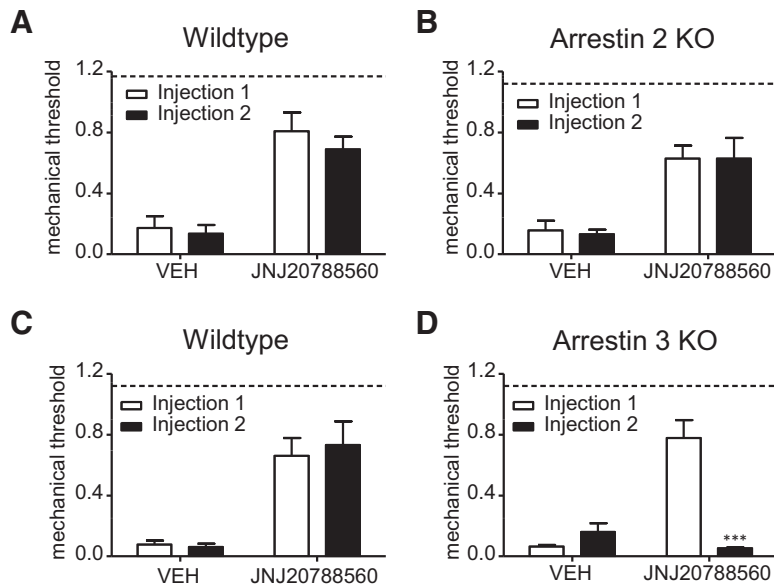 A
Wildtype
mechanical threshold
1.2
0.8
0.4
0.0
Injection 1
Injection 2
VEH
JNJ20788560
B
Arrestin 2 KO
mechanical threshold
1.2
0.8
0.4
0.0
Injection 1
Injection 2
VEH
JNJ20788560
C
Wildtype
mechanical threshold
1.2
0.8
0.4
0.0
Injection 1
Injection 2
VEH
JNJ20788560
D
Arrestin 3 KO
mechanical threshold
1.2
0.8
0.4
0.0
Injection 1
Injection 2
***
VEH
JNJ20788560